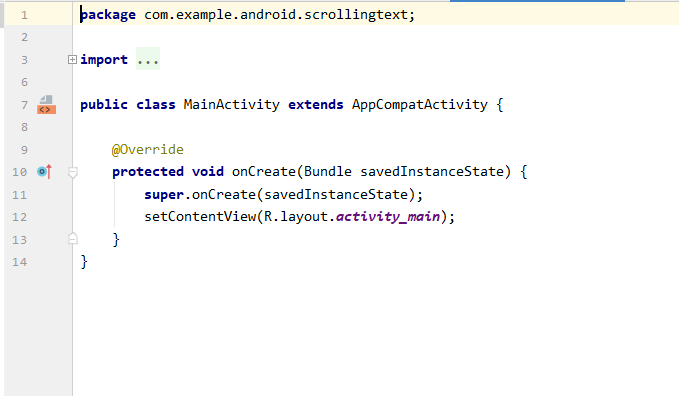 1 package com.example.android.scrollingtext;
2
3 import ...
6
7 public class MainActivity extends AppCompatActivity {
8
9 @Override
10 protected void onCreate(Bundle savedInstanceState) {
11 super.onCreate(savedInstanceState);
12 setContentView(R.layout.activity_main);
13 }
14 }